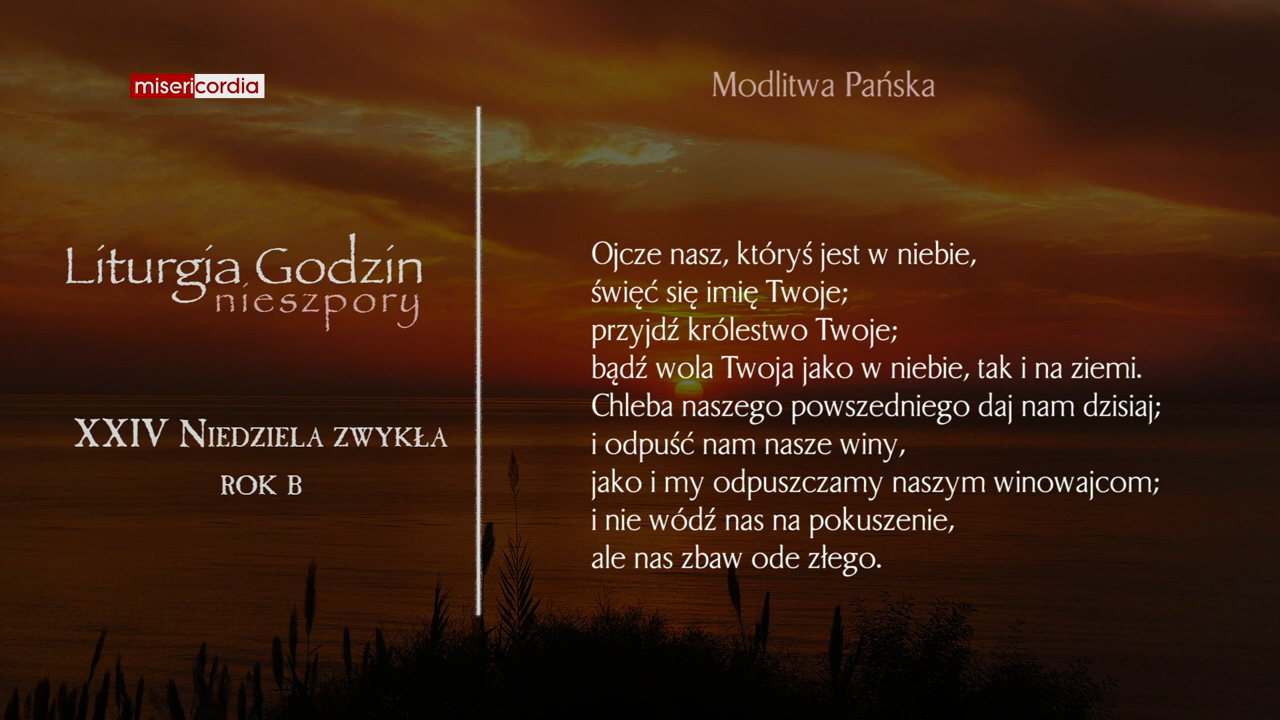 misericordia
Liturgia Godzin
nieszpory
XXIV Niedziela zwykła
rok B
Modlitwa Pańska
Ojcze nasz, któryś jest w niebie,
święć się imię Twoje;
przyjdź królestwo Twoje;
bądź wola Twoja jako w niebie, tak i na ziemi.
Chleba naszego powszedniego daj nam dzisiaj;
i odpuść nam nasze winy,
jako i my odpuszczamy naszym winowajcom;
i nie wódź nas na pokuszenie,
ale nas zbaw ode złego.